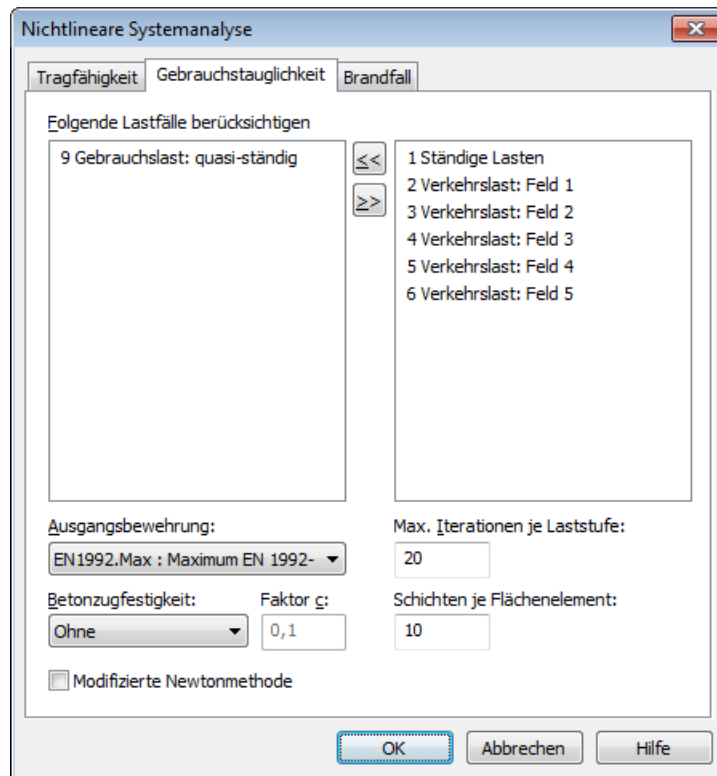 Nichtlineare Systemanalyse
Tragfähigkeit Gebrauchstauglichkeit Brandfall
Folgende Lastfälle berücksichtigen
9 Gebrauchslast: quasi-ständig
<<
>>
1 Ständige Lasten
2 Verkehrslast: Feld 1
3 Verkehrslast: Feld 2
4 Verkehrslast: Feld 3
5 Verkehrslast: Feld 4
6 Verkehrslast: Feld 5
Ausgangsbewehrung: Max. Iterationen je Laststufe:
EN1992.Max : Maximum EN 1992- 20
Betonzugfestigkeit: Faktor c: Schichten je Flächenelement:
Ohne 0,1 10
Modifizierte Newtonmethode
OK Abbrechen Hilfe